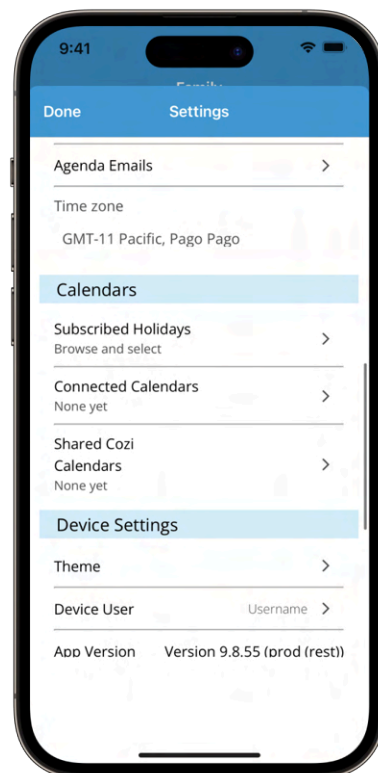 9:41
Family
Done
Settings
Agenda Emails
Time zone
GMT-11 Pacific, Pago Pago
Calendars
Subscribed Holidays
Browse and select
Connected Calendars
None yet
Shared Cozi
Calendars
None yet
Device Settings
Theme
Device User
Username
App Version
Version 9.8.55 (prod (rest))